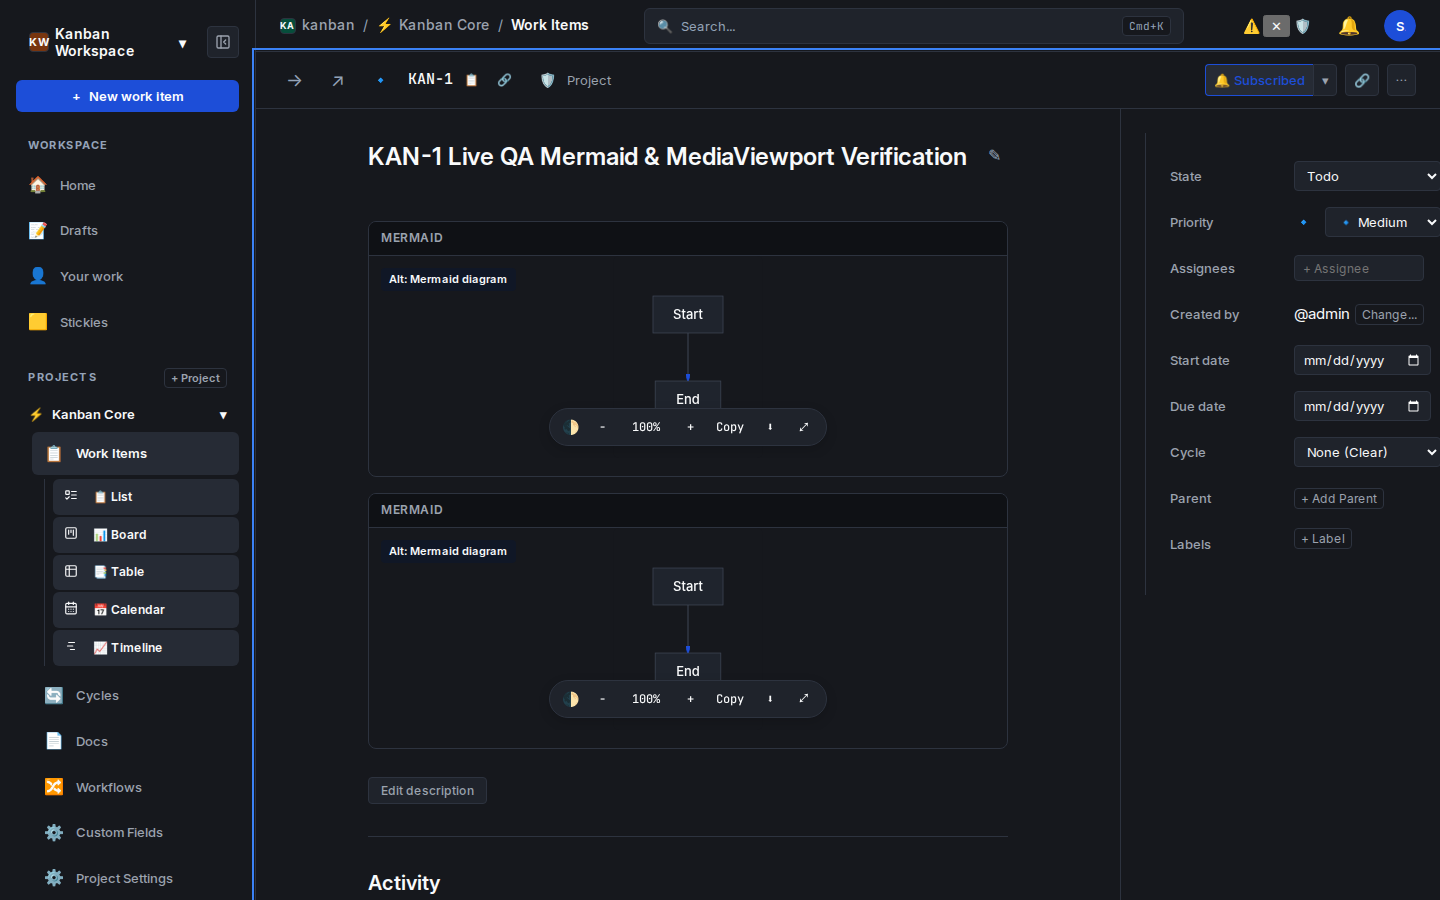 KW Kanban Workspace ▾
+ New work item
WORKSPACE
🏠 Home
📝 Drafts
👤 Your work
🟨 Stickies
PROJECTS + Project
⚡ Kanban Core ▾
📋 Work Items
📋 List
📊 Board
📑 Table
📅 Calendar
📈 Timeline
🔄 Cycles
📄 Docs
🔀 Workflows
⚙️ Custom Fields
⚙️ Project Settings
KA kanban / ⚡ Kanban Core / Work Items
🔍 Search... Cmd+K
⚠️ ✕ 🛡️ 🔔 S
→ ↗ 🔹 KAN-1 📋 🔗 🛡️ Project
🔔 Subscribed ▾ 🔗 ···
KAN-1 Live QA Mermaid & MediaViewport Verification ✎
MERMAID
Alt: Mermaid diagram
Start
End
🌓 - 100% + Copy ⬇ ⤢
MERMAID
Alt: Mermaid diagram
Start
End
🌓 - 100% + Copy ⬇ ⤢
Edit description
Activity
State Todo
Priority 🔹 🔹 Medium
Assignees + Assignee
Created by @admin Change...
Start date mm/dd/yyyy
Due date mm/dd/yyyy
Cycle None (Clear)
Parent + Add Parent
Labels + Label